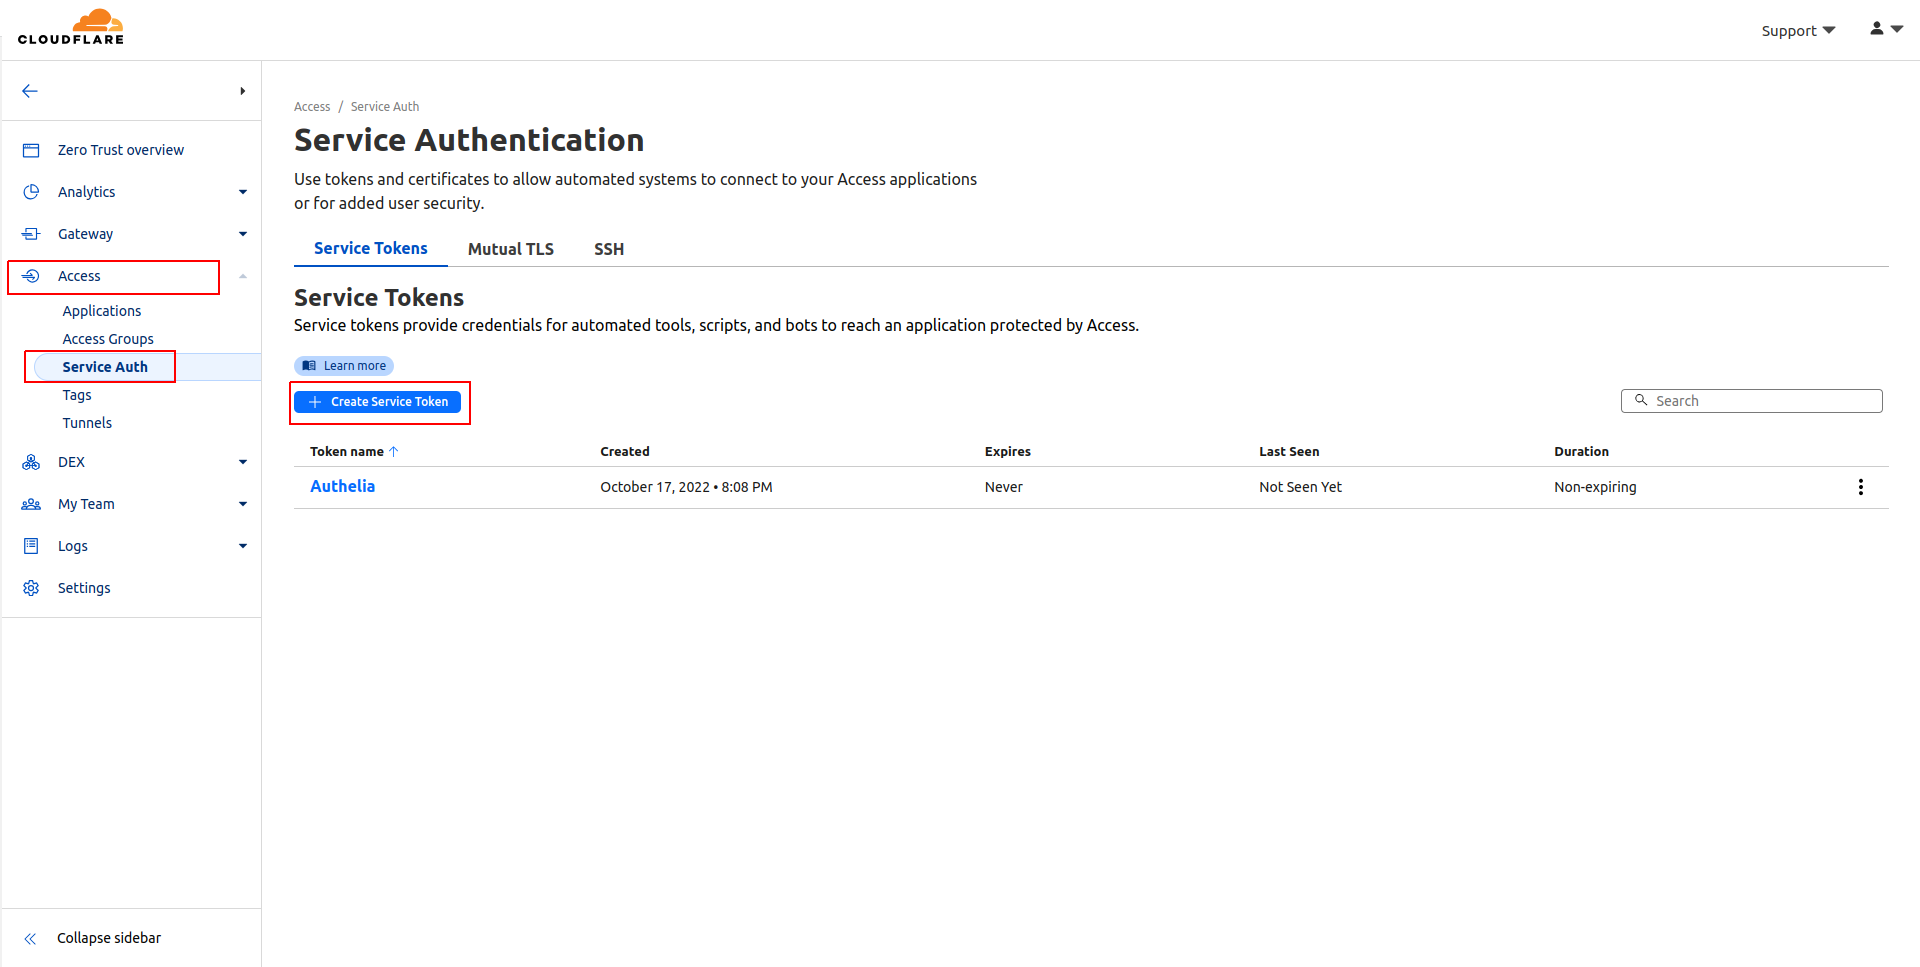 CLOUDFLARE
Support
Zero Trust overview
Analytics
Gateway
Access
Applications
Access Groups
Service Auth
Tags
Tunnels
DEX
My Team
Logs
Settings
Collapse sidebar
Access / Service Auth
Service Authentication
Use tokens and certificates to allow automated systems to connect to your Access applications
or for added user security.
Service Tokens Mutual TLS SSH
Service Tokens
Service tokens provide credentials for automated tools, scripts, and bots to reach an application protected by Access.
Learn more
Create Service Token
Search
Token name Created Expires Last Seen Duration
Authelia October 17, 2022 • 8:08 PM Never Not Seen Yet Non-expiring